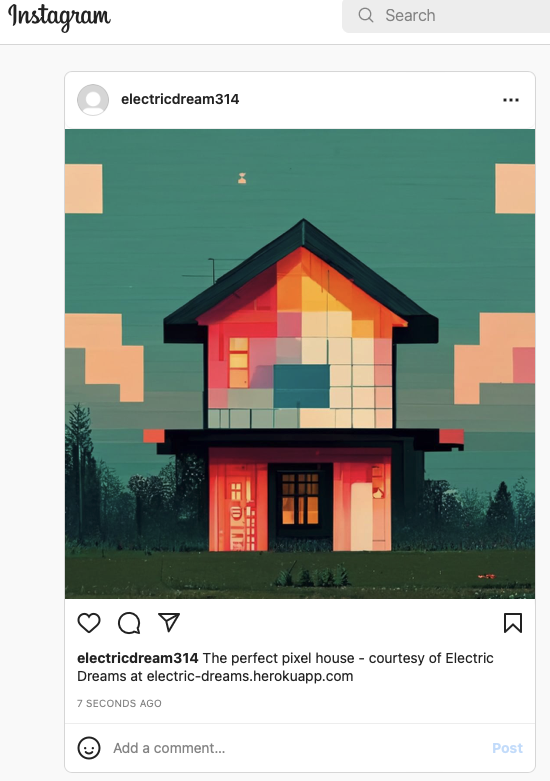 Instagram
Search
electricdream314
electricdream314 The perfect pixel house - courtesy of Electric
Dreams at electric-dreams.herokuapp.com
7 SECONDS AGO
Add a comment...
Post